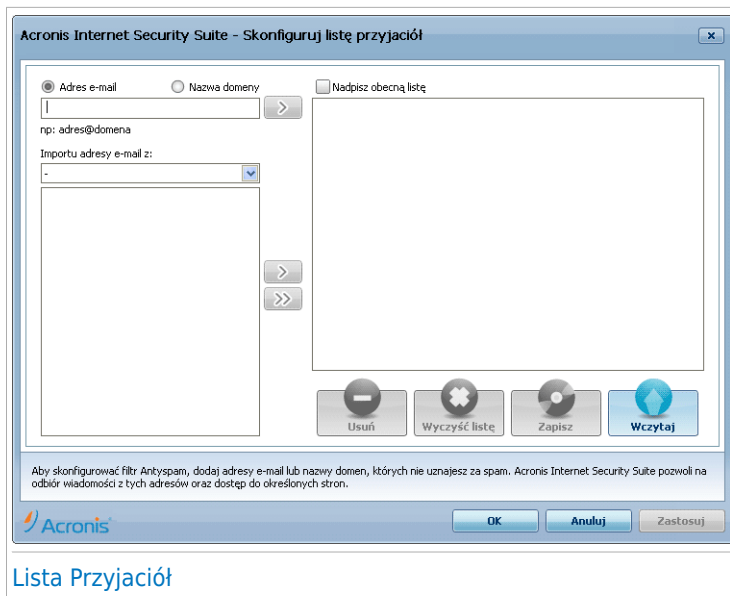 Acronis Internet Security Suite - Skonfiguruj listę przyjaciół
Adres e-mail
Nazwa domeny
Nadpisz obecną listę
np: adres@domena
Importu adresy e-mail z:
-
Usuń
Wyczyść listę
Zapisz
Wczytaj
Aby skonfigurować filtr Antyspam, dodaj adresy e-mail lub nazwy domen, których nie uznajesz za spam. Acronis Internet Security Suite pozwoli na
odbiór wiadomości z tych adresów oraz dostęp do określonych stron.
Acronis
OK
Anuluj
Zastosuj
Lista Przyjaciół